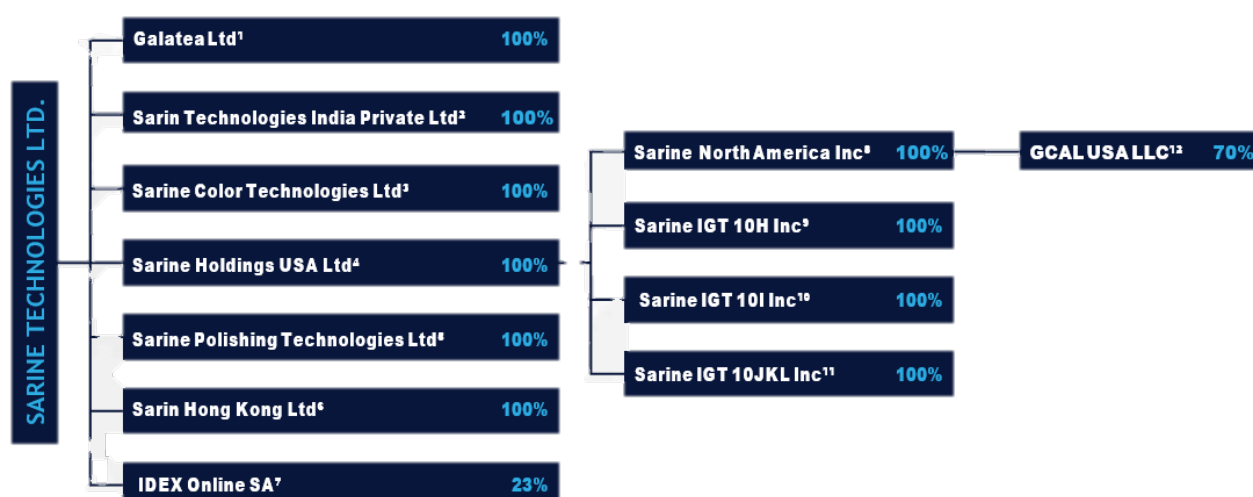 SARINE TECHNOLOGIES LTD.
Galatea Ltd¹ 100%
Sarin Technologies India Private Ltd² 100%
Sarine Color Technologies Ltd³ 100%
Sarine Holdings USA Ltd⁴ 100%
Sarine Polishing Technologies Ltd⁵ 100%
Sarin Hong Kong Ltd⁶ 100%
IDEX Online SA⁷ 23%
Sarine North America Inc⁸ 100%
Sarine IGT 10H Inc⁹ 100%
Sarine IGT 10I Inc¹⁰ 100%
Sarine IGT 10JKL Inc¹¹ 100%
GCAL USA LLC¹² 70%